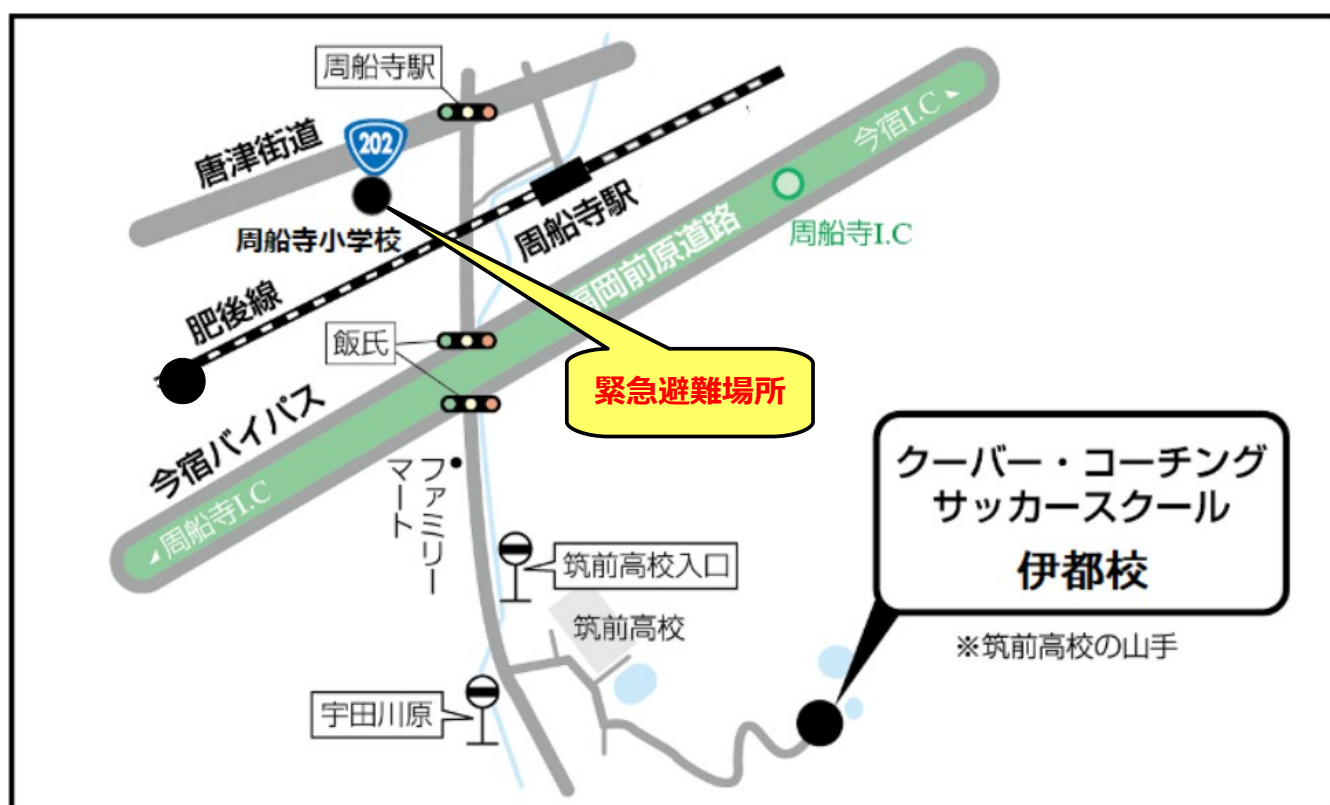 周船寺駅
唐津街道
202
周船寺小学校
周船寺駅
今宿I.C
周船寺I.C
肥後線
福岡前原道路
飯氏
緊急避難場所
今宿バイパス
周船寺I.C
ファミリー
マート
クーバー・コーチング
サッカースクール
伊都校
※筑前高校の山手
筑前高校入口
筑前高校
宇田川原